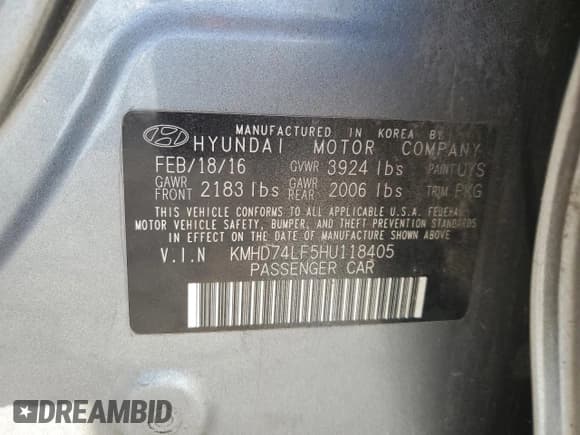 MANUFACTURED IN KOREA BY
HYUNDAI MOTOR COMPANY
FEB/18/16 GVWR 3924 lbs PAINT UYS
GAWR FRONT 2183 lbs GAWR REAR 2006 lbs TRIM PKG
THIS VEHICLE CONFORMS TO ALL APPLICABLE U.S.A. FEDERAL
MOTOR VEHICLE SAFETY, BUMPER, AND THEFT PREVENTION STANDARDS
IN EFFECT ON THE DATE OF MANUFACTURE SHOWN ABOVE.
V.I.N KMHD74LF5HU118405
PASSENGER CAR
DREAMBID